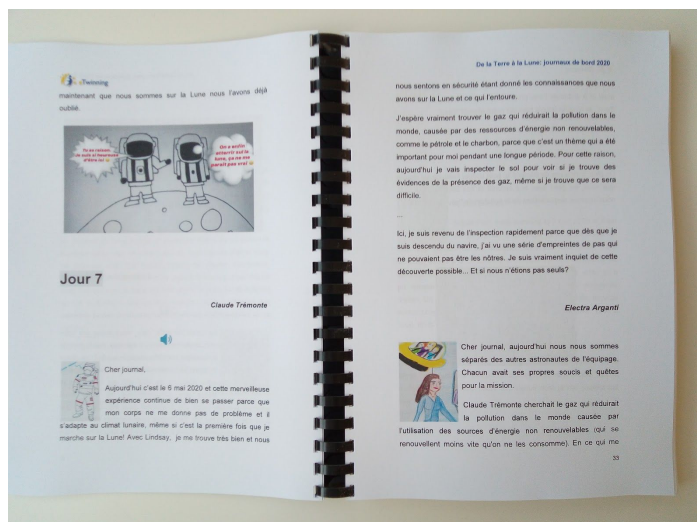 eTwinning
maintenant que nous sommes sur la Lune nous l'avons déjà
oublié.
On a enfin
atterrir sur la
lune, ça ne me
parait pas vrai
Jour 7
Claude Trémonte
Cher journal,
Aujourd'hui c'est le 6 mai 2020 et cette merveilleuse
expérience continue de bien se passer parce que
mon corps ne me donne pas de problème et il
s'adapte au climat lunaire, même si c'est la première fois que je
marche sur la Lune! Avec Lindsay, je me trouve très bien et nous
De la Terre à la Lune: journaux de bord 2020
nous sentons en sécurité étant donné les connaissances que nous
avons sur la Lune et ce qui l'entoure.
J'espère vraiment trouver le gaz qui réduirait la pollution dans le
monde, causée par des ressources d'énergie non renouvelables,
comme le pétrole et le charbon, parce que c'est un thème qui a été
important pour moi pendant une longue période. Pour cette raison,
aujourd'hui je vais inspecter le sol pour voir si je trouve des
évidences de la présence des gaz, même si je trouve que ce sera
difficile.
...
Ici, je suis revenu de l'inspection rapidement parce que dès que je
suis descendu du navire, j'ai vu une série d'empreintes de pas qui
ne pouvaient pas être les nôtres. Je suis vraiment inquiet de cette
découverte possible... Et si nous n'étions pas seuls?
Electra Arganti
Cher journal, aujourd'hui nous nous sommes
séparés des autres astronautes de l'équipage.
Chacun avait ses propres soucis et quêtes
pour la mission.
Claude Trémonte cherchait le gaz qui réduirait
la pollution dans le monde causée par
l'utilisation des sources d'énergie non renouvelables (qui se
renouvellent moins vite qu'on ne les consomme). En ce qui me
33